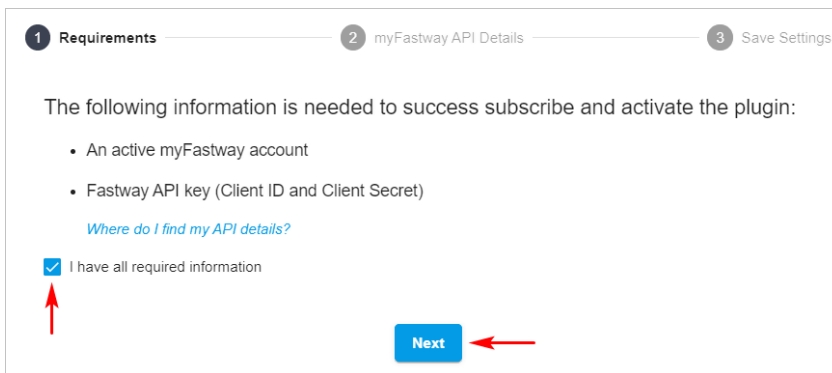 1 Requirements 2 myFastway API Details 3 Save Settings
The following information is needed to success subscribe and activate the plugin:
• An active myFastway account
• Fastway API key (Client ID and Client Secret)
Where do I find my API details?
I have all required information
Next